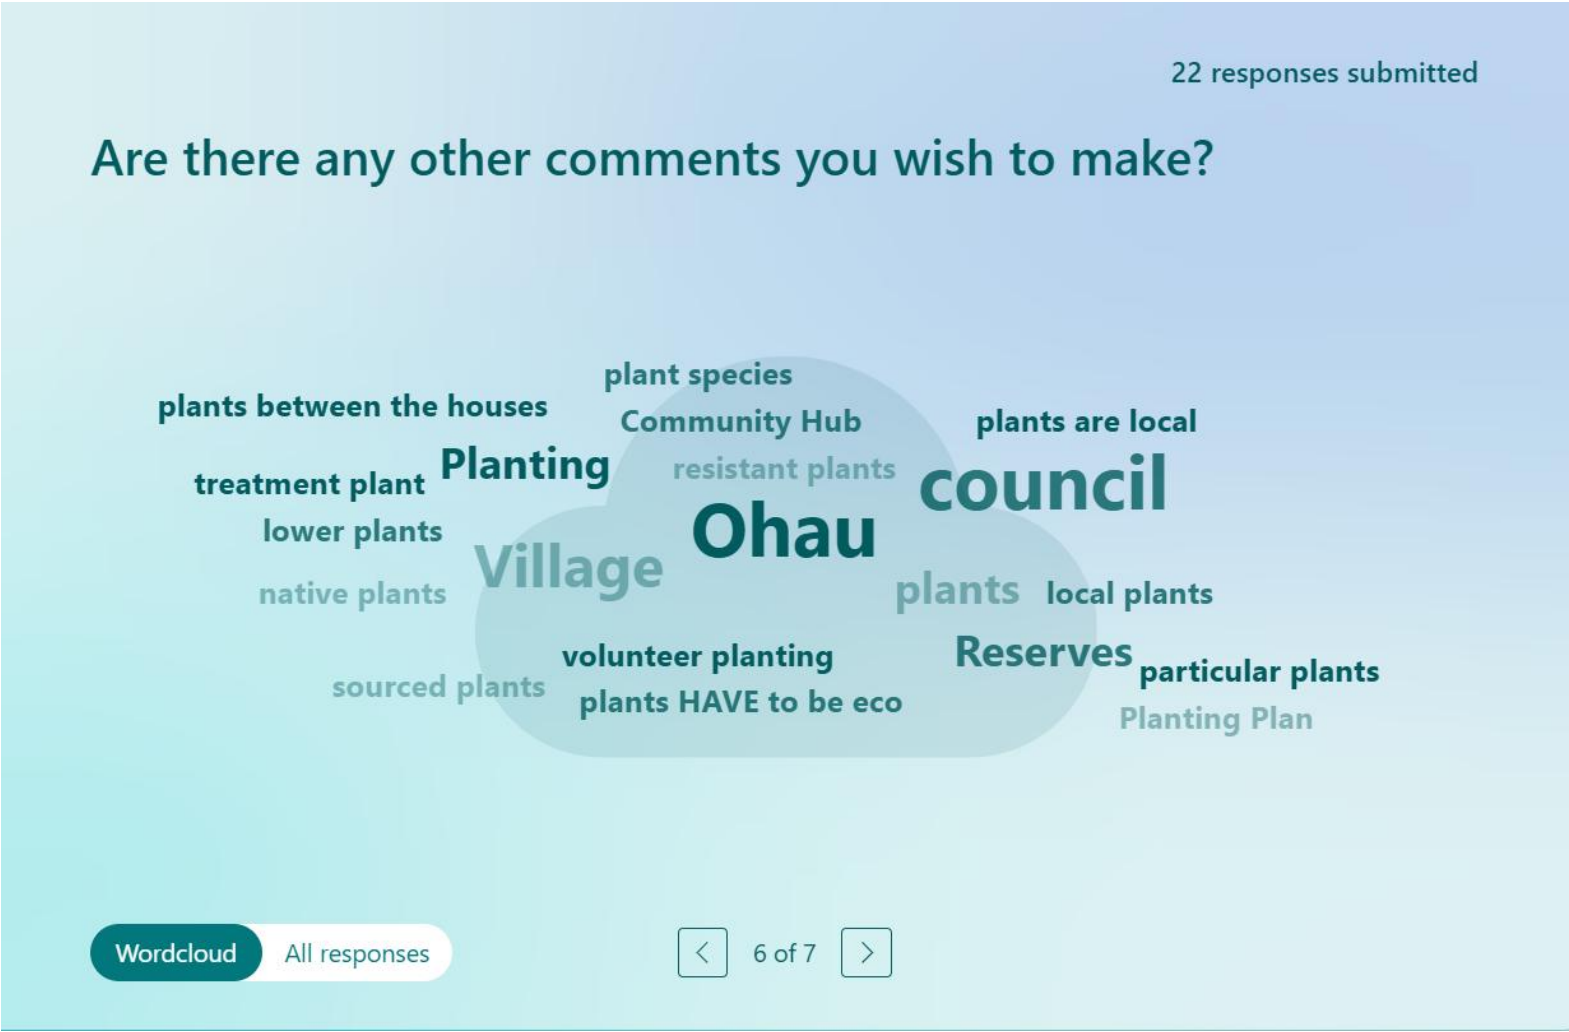 22 responses submitted
Are there any other comments you wish to make?
plant species
plants between the houses
Community Hub
plants are local
Planting
resistant plants
treatment plant
council
lower plants
Ohau
Village
native plants
plants
local plants
volunteer planting
Reserves
particular plants
sourced plants
plants HAVE to be eco
Planting Plan
Wordcloud
All responses
6 of 7